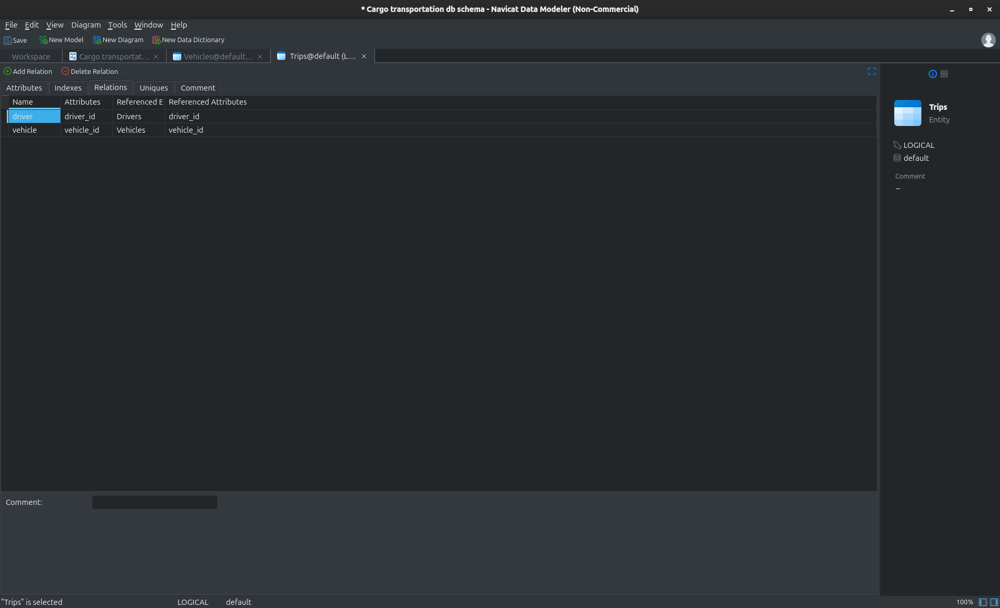 * Cargo transportation db schema - Navicat Data Modeler (Non-Commercial)
File Edit View Diagram Tools Window Help
Save New Model New Diagram New Data Dictionary
Workspace Cargo transportat... Vehicles@default... Trips@default (L...
Add Relation Delete Relation
Attributes Indexes Relations Uniques Comment
Name Attributes Referenced E Referenced Attributes
driver driver_id Drivers driver_id
vehicle vehicle_id Vehicles vehicle_id
Trips
Entity
LOGICAL
default
Comment
--
Comment:
"Trips" is selected LOGICAL default 100%